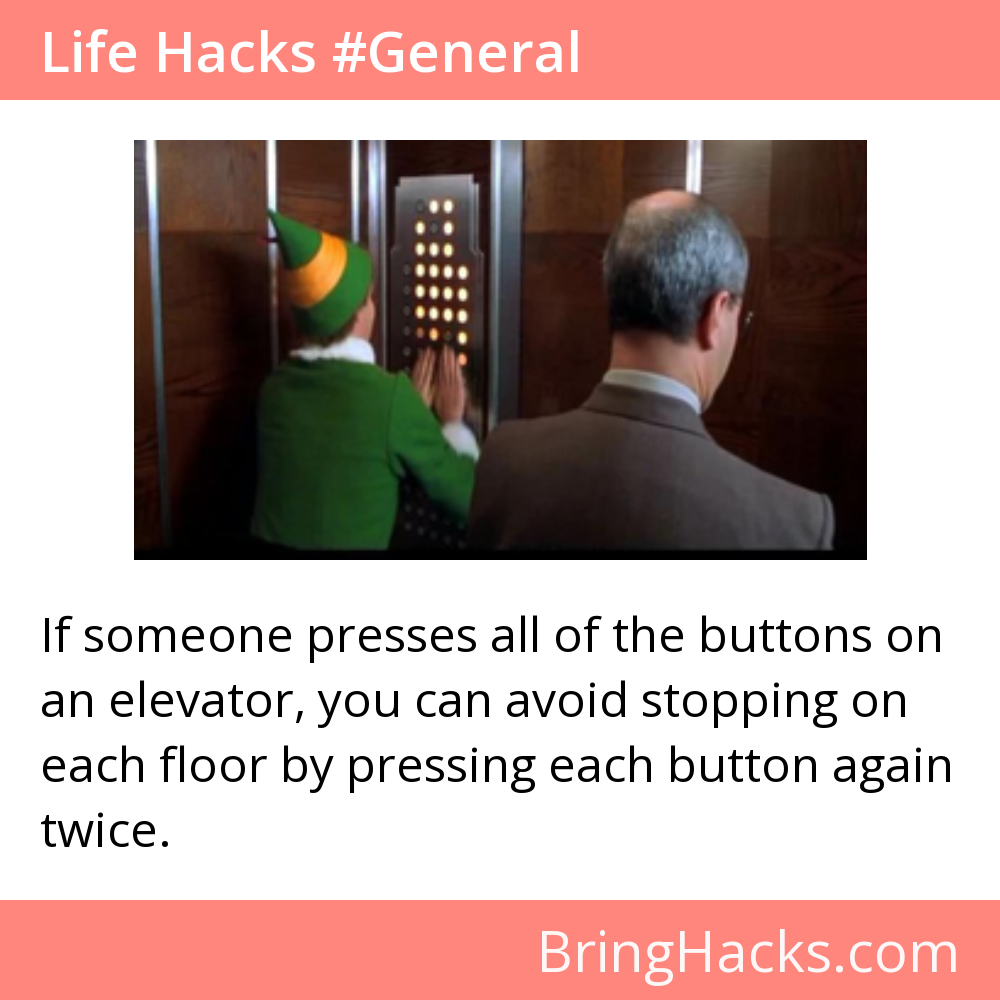 Life Hacks #General
If someone presses all of the buttons on
an elevator, you can avoid stopping on
each floor by pressing each button again
twice.
BringHacks.com